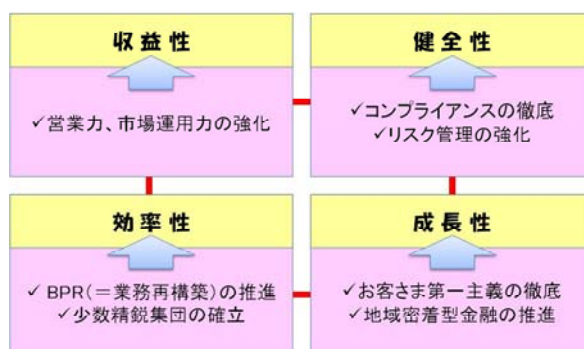 収益性
✓営業力、市場運用力の強化
健全性
✓コンプライアンスの徹底
✓リスク管理の強化
効率性
✓BPR(=業務再構築)の推進
✓少数精鋭集団の確立
成長性
✓お客さま第一主義の徹底
✓地域密着型金融の推進